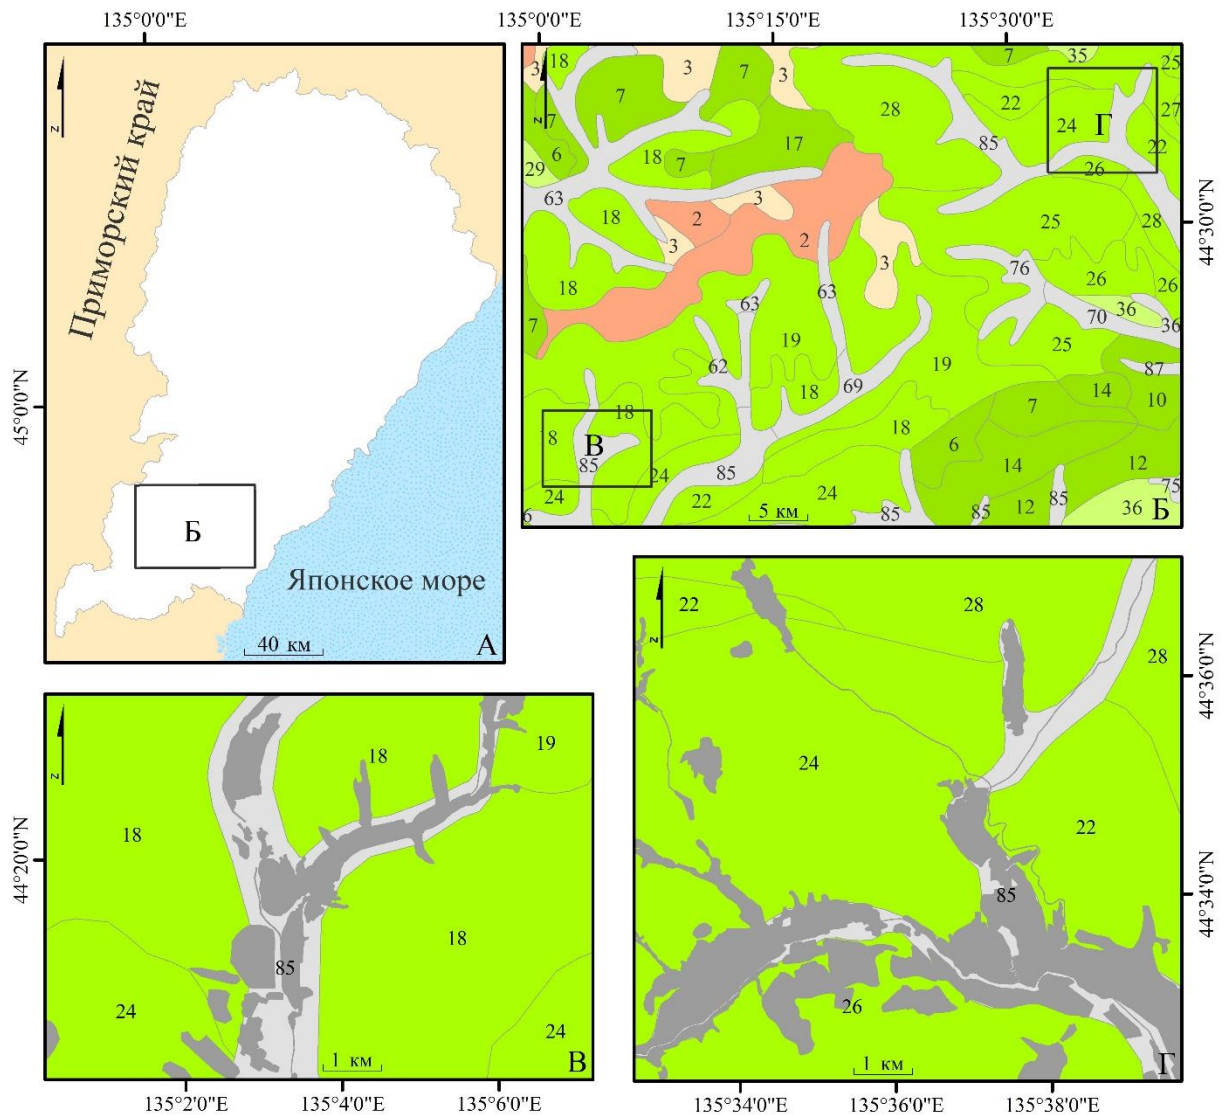 135°0'0"E
135°0'0"E
135°15'0"E
135°30'0"E
z
Приморский край
45°0'0"N
Б
Японское море
40 км
А
z
3
18
7
3
7
3
28
7
35
25
22
24
Г
27
22
7
6
29
18
7
17
85
26
63
18
3
2
3
2
3
25
28
18
7
63
63
76
26
26
36
70
36
19
25
62
18
69
19
87
14
7
10
18
18
В
85
24
24
18
6
14
12
85
22
24
85
85
12
85
75
36
6
5 км
Б
44°30'0"N
z
18
19
18
18
85
24
24
1 км
В
44°20'0"N
135°2'0"E
135°4'0"E
135°6'0"E
z
22
28
28
24
22
85
26
1 км
Г
44°36'0"N
44°34'0"N
135°34'0"E
135°36'0"E
135°38'0"E